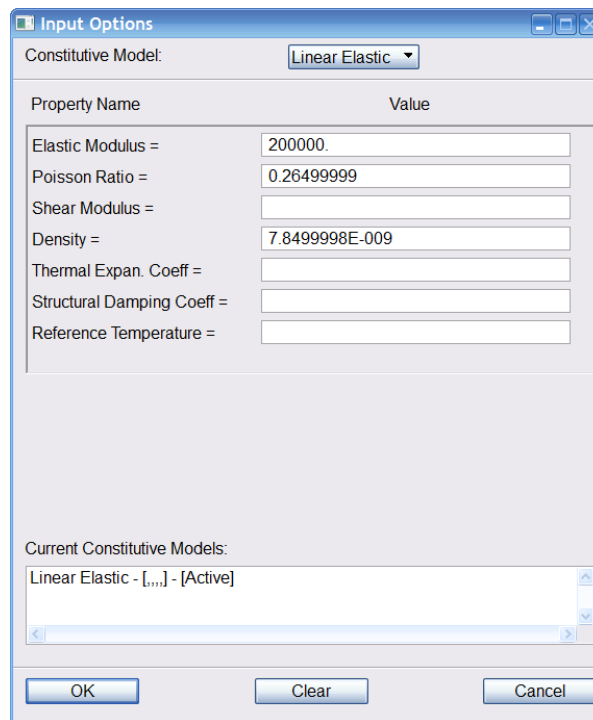 Input Options
Constitutive Model: Linear Elastic
Property Name Value
Elastic Modulus = 200000.
Poisson Ratio = 0.26499999
Shear Modulus =
Density = 7.8499998E-009
Thermal Expan. Coeff =
Structural Damping Coeff =
Reference Temperature =
Current Constitutive Models:
Linear Elastic - [,,,,] - [Active]
OK Clear Cancel